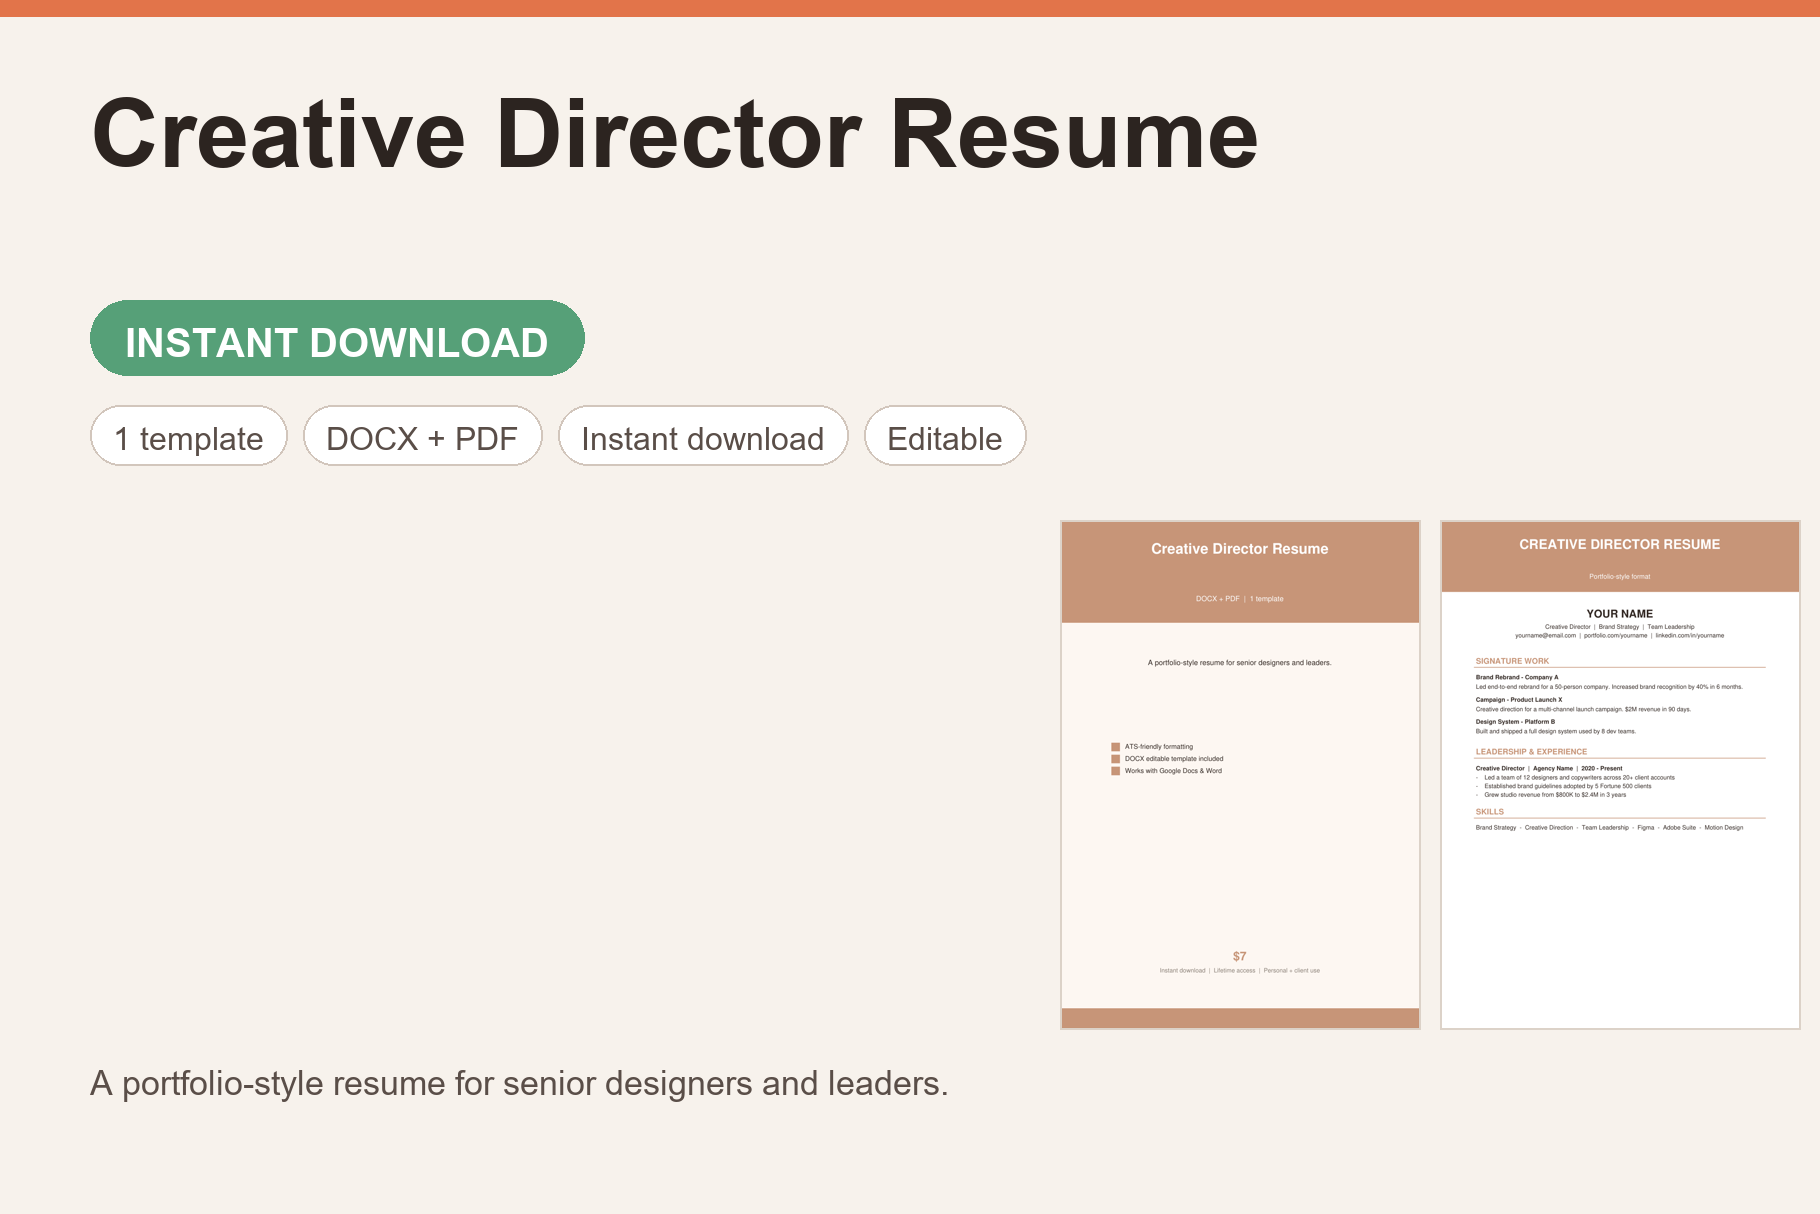 Creative Director Resume
INSTANT DOWNLOAD
1 template
DOCX + PDF
Instant download
Editable
Creative Director Resume
DOCX + PDF | 1 template
A portfolio-style resume for senior designers and leaders.
ATS-friendly formatting
DOCX editable template included
Works with Google Docs & Word
$7
Instant download | Lifetime access | Personal + client use
CREATIVE DIRECTOR RESUME
Portfolio-style format
YOUR NAME
Creative Director | Brand Strategy | Team Leadership
yourname@email.com | portfolio.com/yourname | linkedin.com/in/yourname
SIGNATURE WORK
Brand Rebrand - Company A
Led end-to-end rebrand for a 50-person company. Increased brand recognition by 40% in 6 months.
Campaign - Product Launch X
Creative direction for a multi-channel launch campaign. $2M revenue in 90 days.
Design System - Platform B
Built and shipped a full design system used by 8 dev teams.
LEADERSHIP & EXPERIENCE
Creative Director | Agency Name | 2020 - Present
- Led a team of 12 designers and copywriters across 20+ client accounts
- Established brand guidelines adopted by 5 Fortune 500 clients
- Grew studio revenue from $800K to $2.4M in 3 years
SKILLS
Brand Strategy - Creative Direction - Team Leadership - Figma - Adobe Suite - Motion Design
A portfolio-style resume for senior designers and leaders.